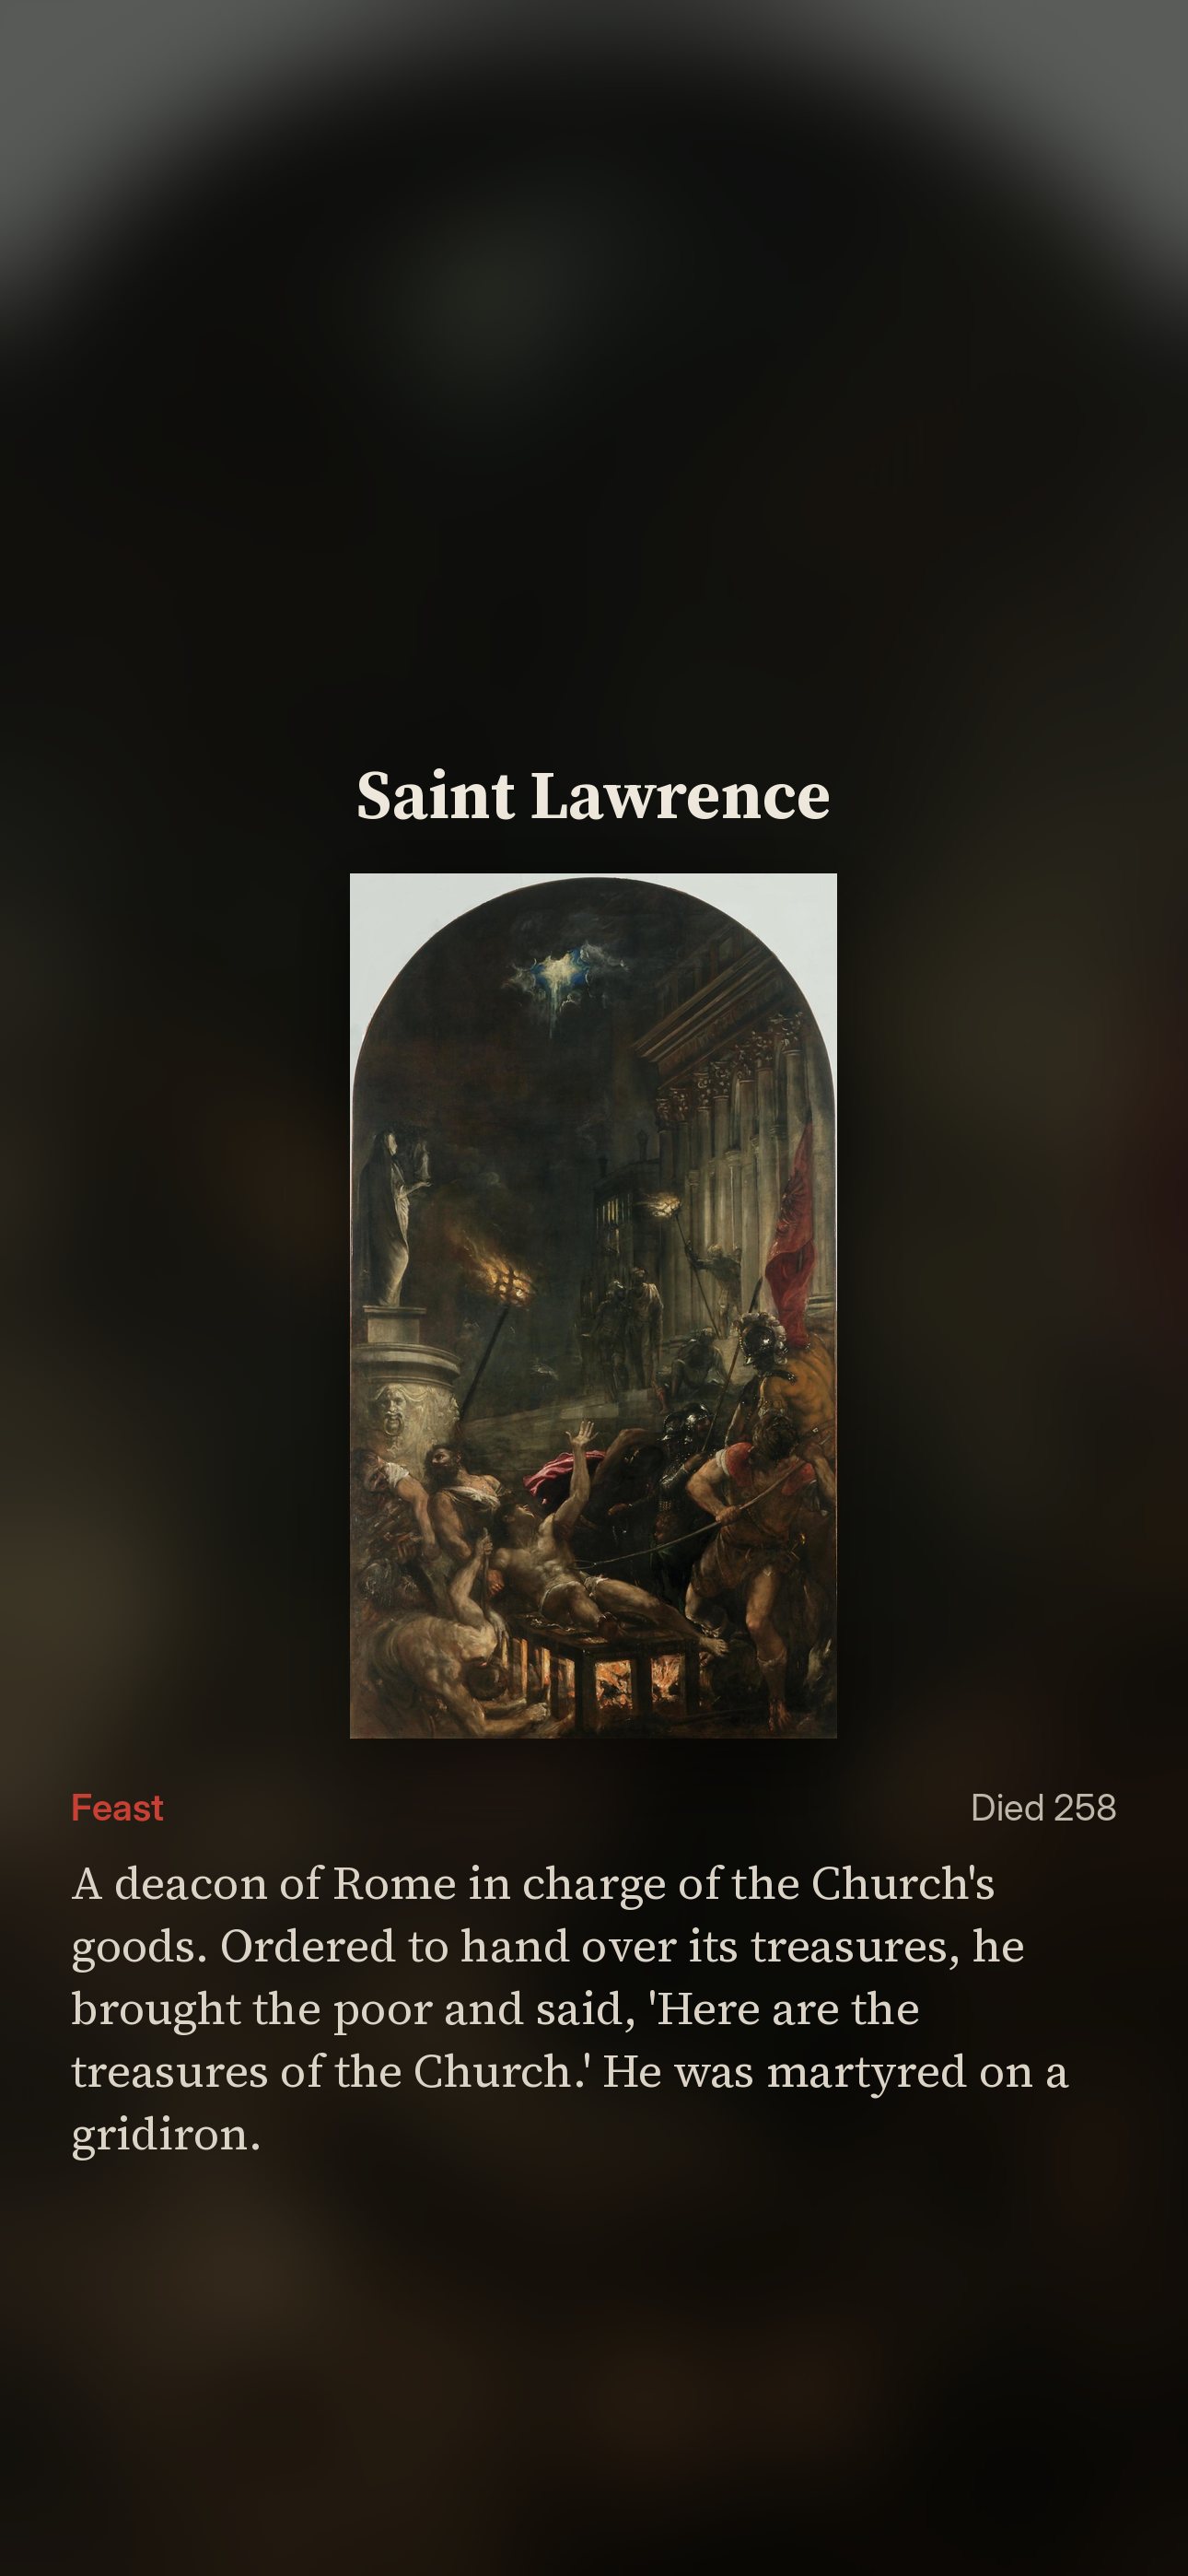 Saint Lawrence
Feast
Died 258
A deacon of Rome in charge of the Church's
goods. Ordered to hand over its treasures, he
brought the poor and said, 'Here are the
treasures of the Church.' He was martyred on a
gridiron.